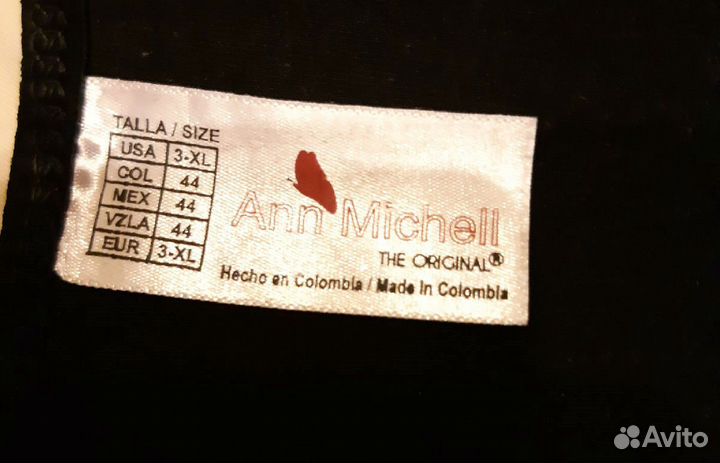 TALLA / SIZE
USA 3-XL
COL 44
MEX 44
VZLA 44
EUR 3-XL
Ann Michell
THE ORIGINAL®
Hecho en Colombia / Made In Colombia
Avito